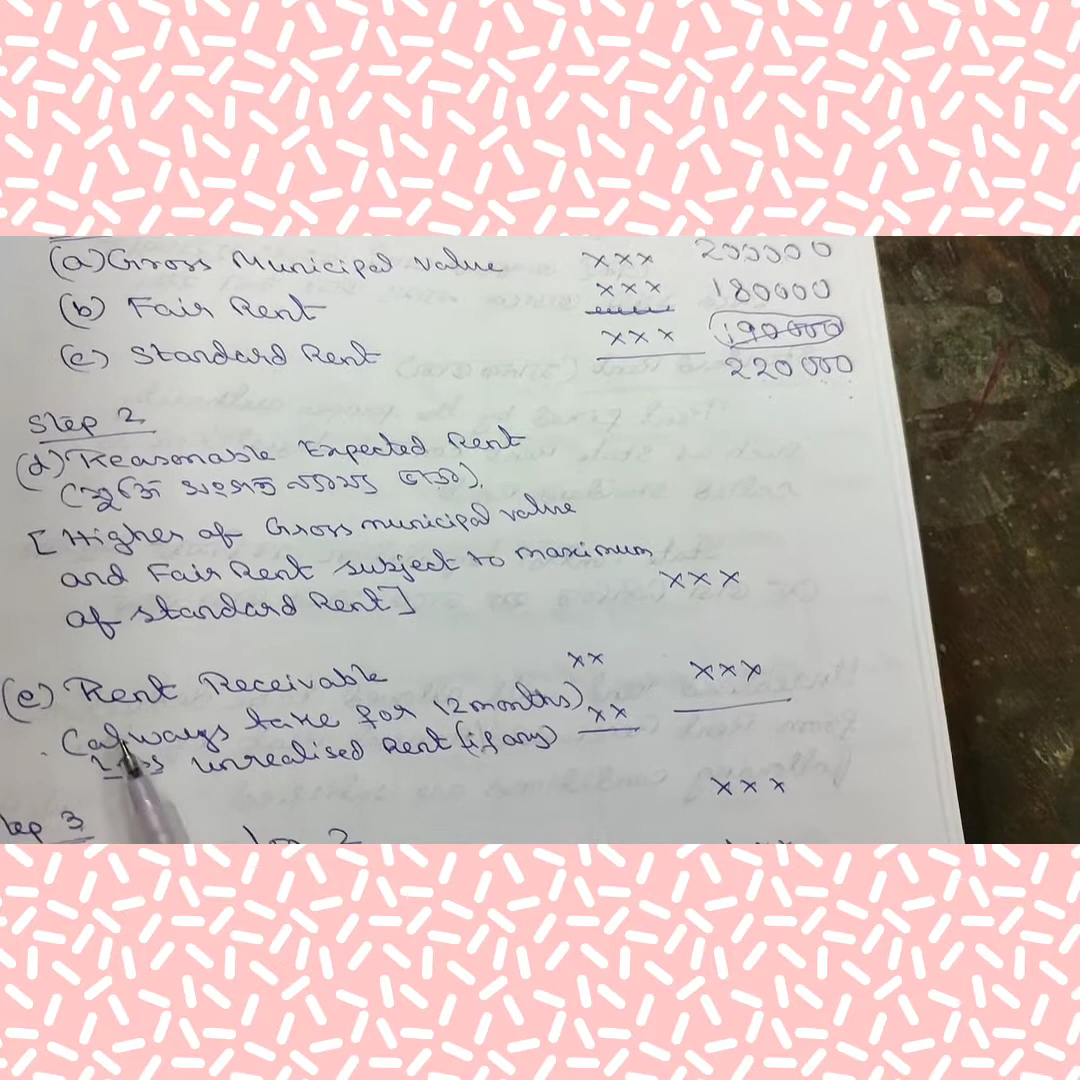 (a) Gross Municipal value xxx 200000
(b) Fair Rent xxx 180000
(c) Standard Rent xxx 190000
220000
Step 2
(d) Reasonable Expected Rent
[Higher of Gross municipal value
and Fair Rent subject to maximum
of standard Rent] xxx
(e) Rent Receivable xx xxx
(always take for 12 months)
Less unrealised Rent (if any) xx
xxx